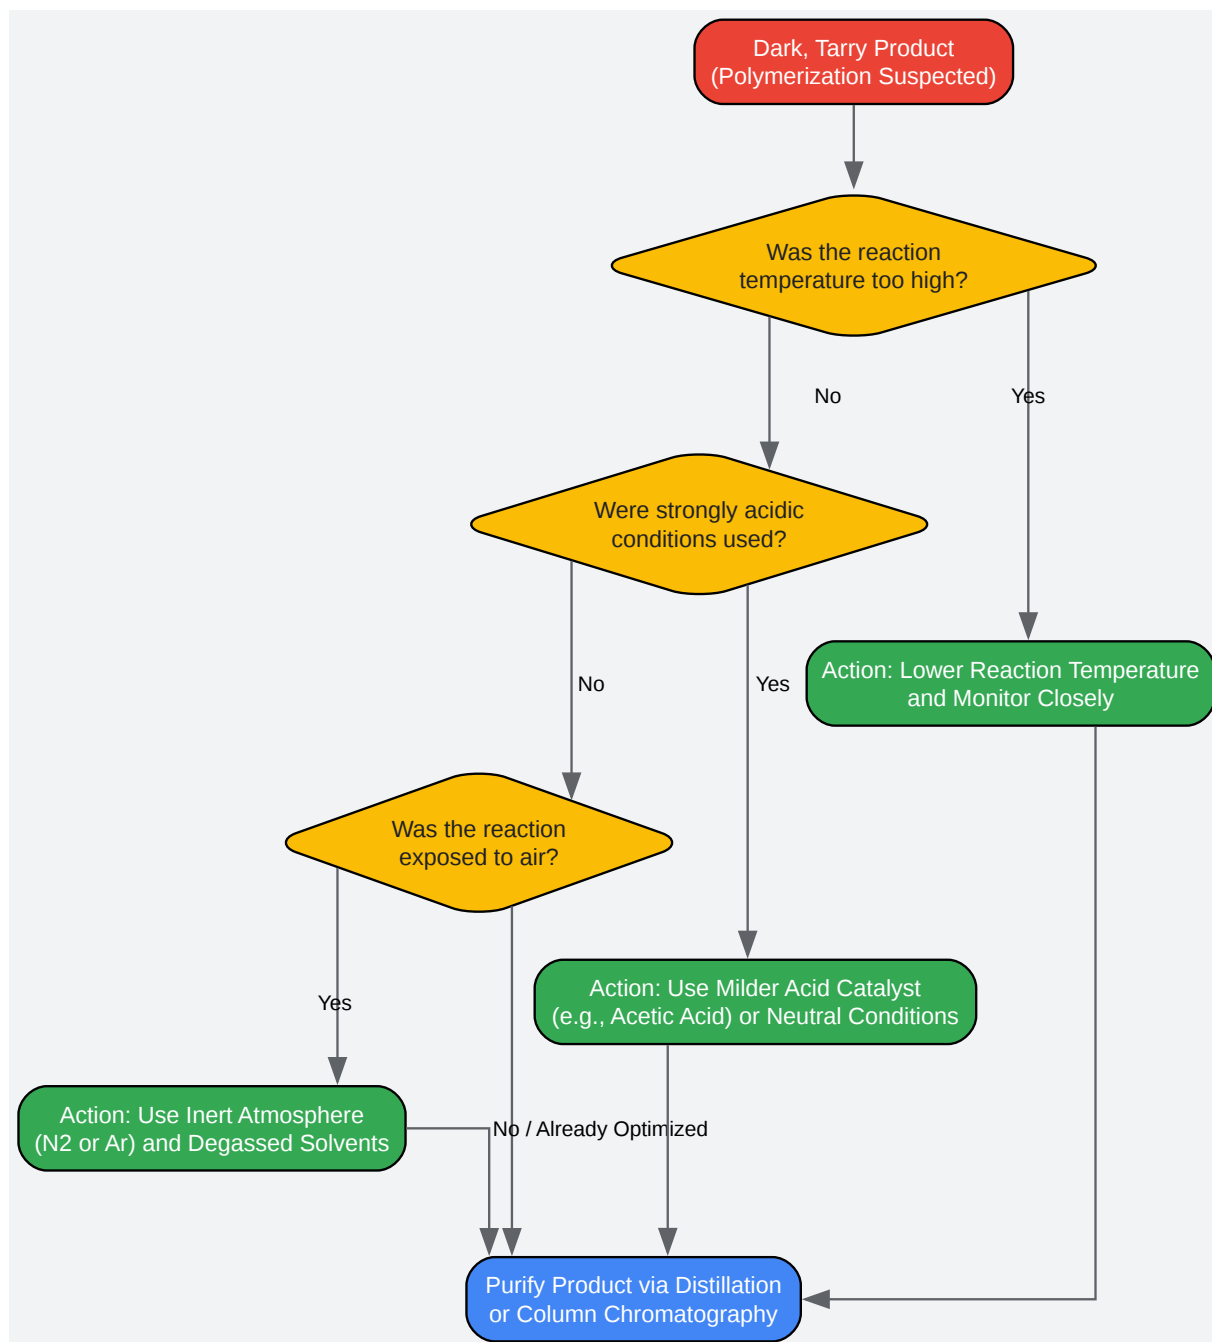 Dark, Tarry Product
(Polymerization Suspected)
Was the reaction
temperature too high?
No
Yes
Were strongly acidic
conditions used?
Action: Lower Reaction Temperature
and Monitor Closely
No
Yes
Was the reaction
exposed to air?
Action: Use Milder Acid Catalyst
(e.g., Acetic Acid) or Neutral Conditions
Yes
Action: Use Inert Atmosphere
(N2 or Ar) and Degassed Solvents
No / Already Optimized
Purify Product via Distillation
or Column Chromatography